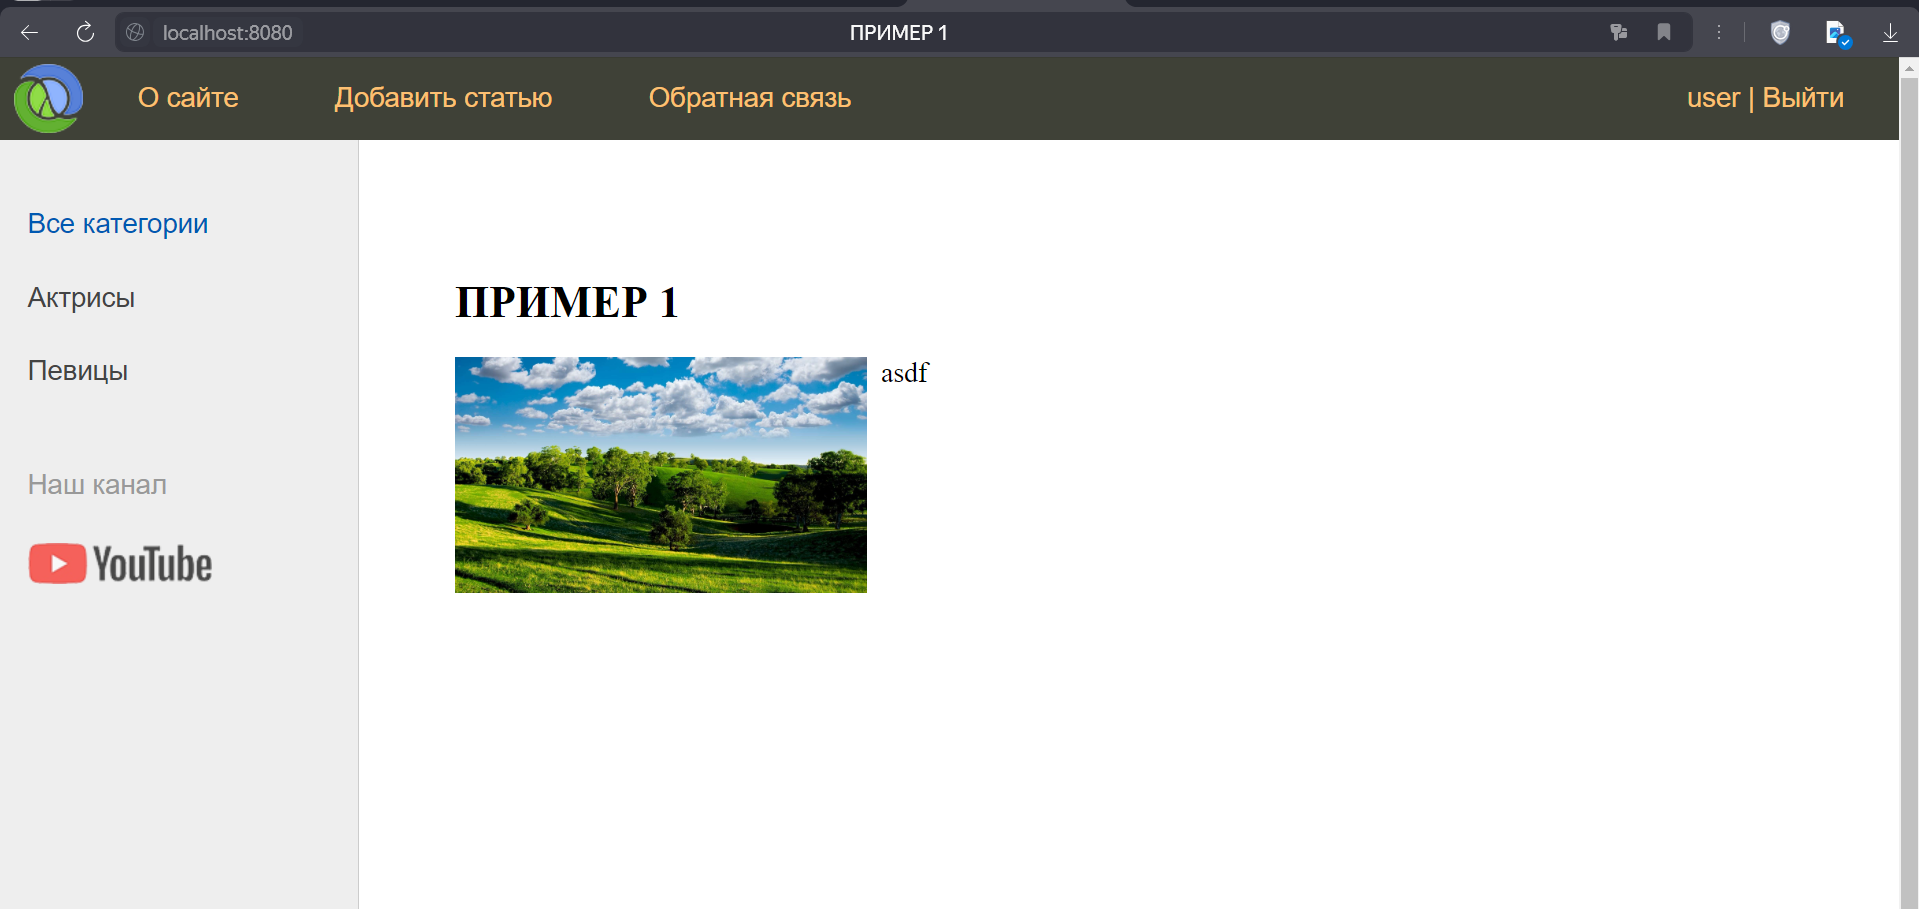 localhost:8080
ПРИМЕР 1
О сайте
Добавить статью
Обратная связь
user | Выйти
Все категории
Актрисы
Певицы
Наш канал
YouTube
ПРИМЕР 1
asdf